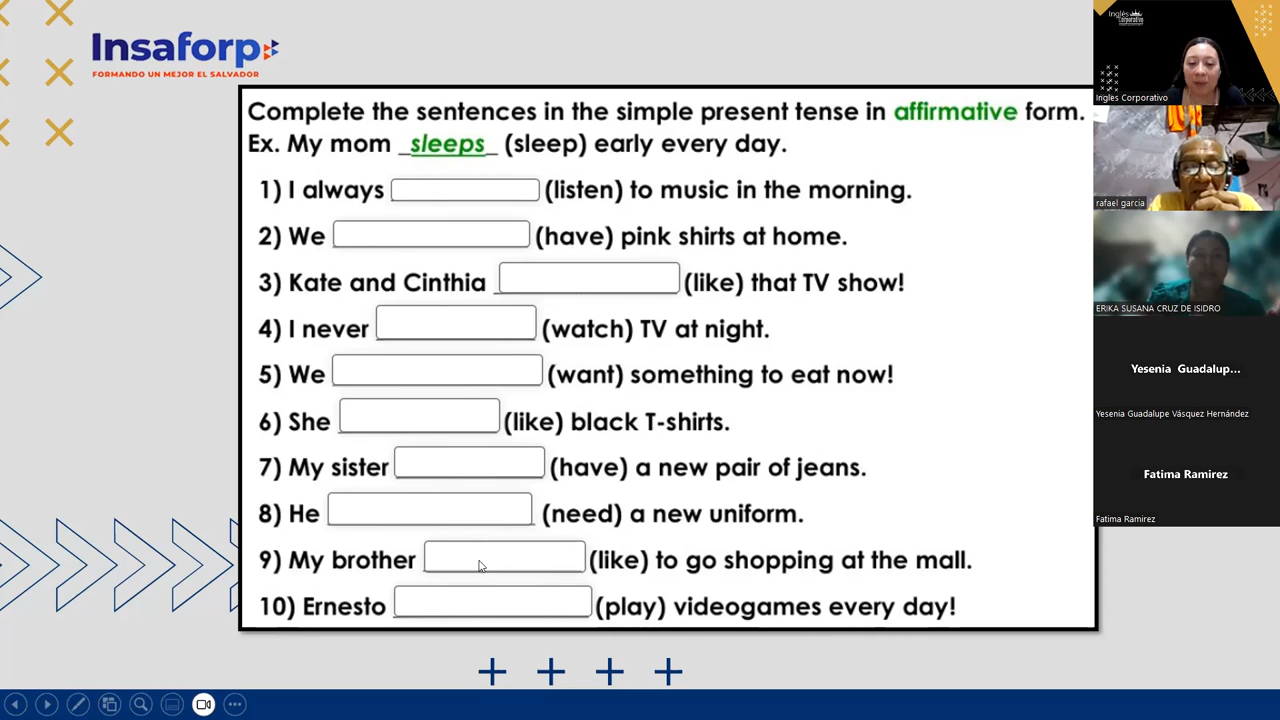 Insaforp
FORMANDO UN MEJOR EL SALVADOR
Complete the sentences in the simple present tense in affirmative form.
Ex. My mom _sleeps_ (sleep) early every day.
1) I always (listen) to music in the morning.
2) We (have) pink shirts at home.
3) Kate and Cinthia (like) that TV show!
4) I never (watch) TV at night.
5) We (want) something to eat now!
6) She (like) black T-shirts.
7) My sister (have) a new pair of jeans.
8) He (need) a new uniform.
9) My brother (like) to go shopping at the mall.
10) Ernesto (play) videogames every day!
Inglés
Corporativo
Ingles Corporativo
rafael garcia
ERIKA SUSANA CRUZ DE ISIDRO
Yesenia Guadalup...
Yesenia Guadalupe Vásquez Hernández
Fatima Ramirez
Fatima Ramirez